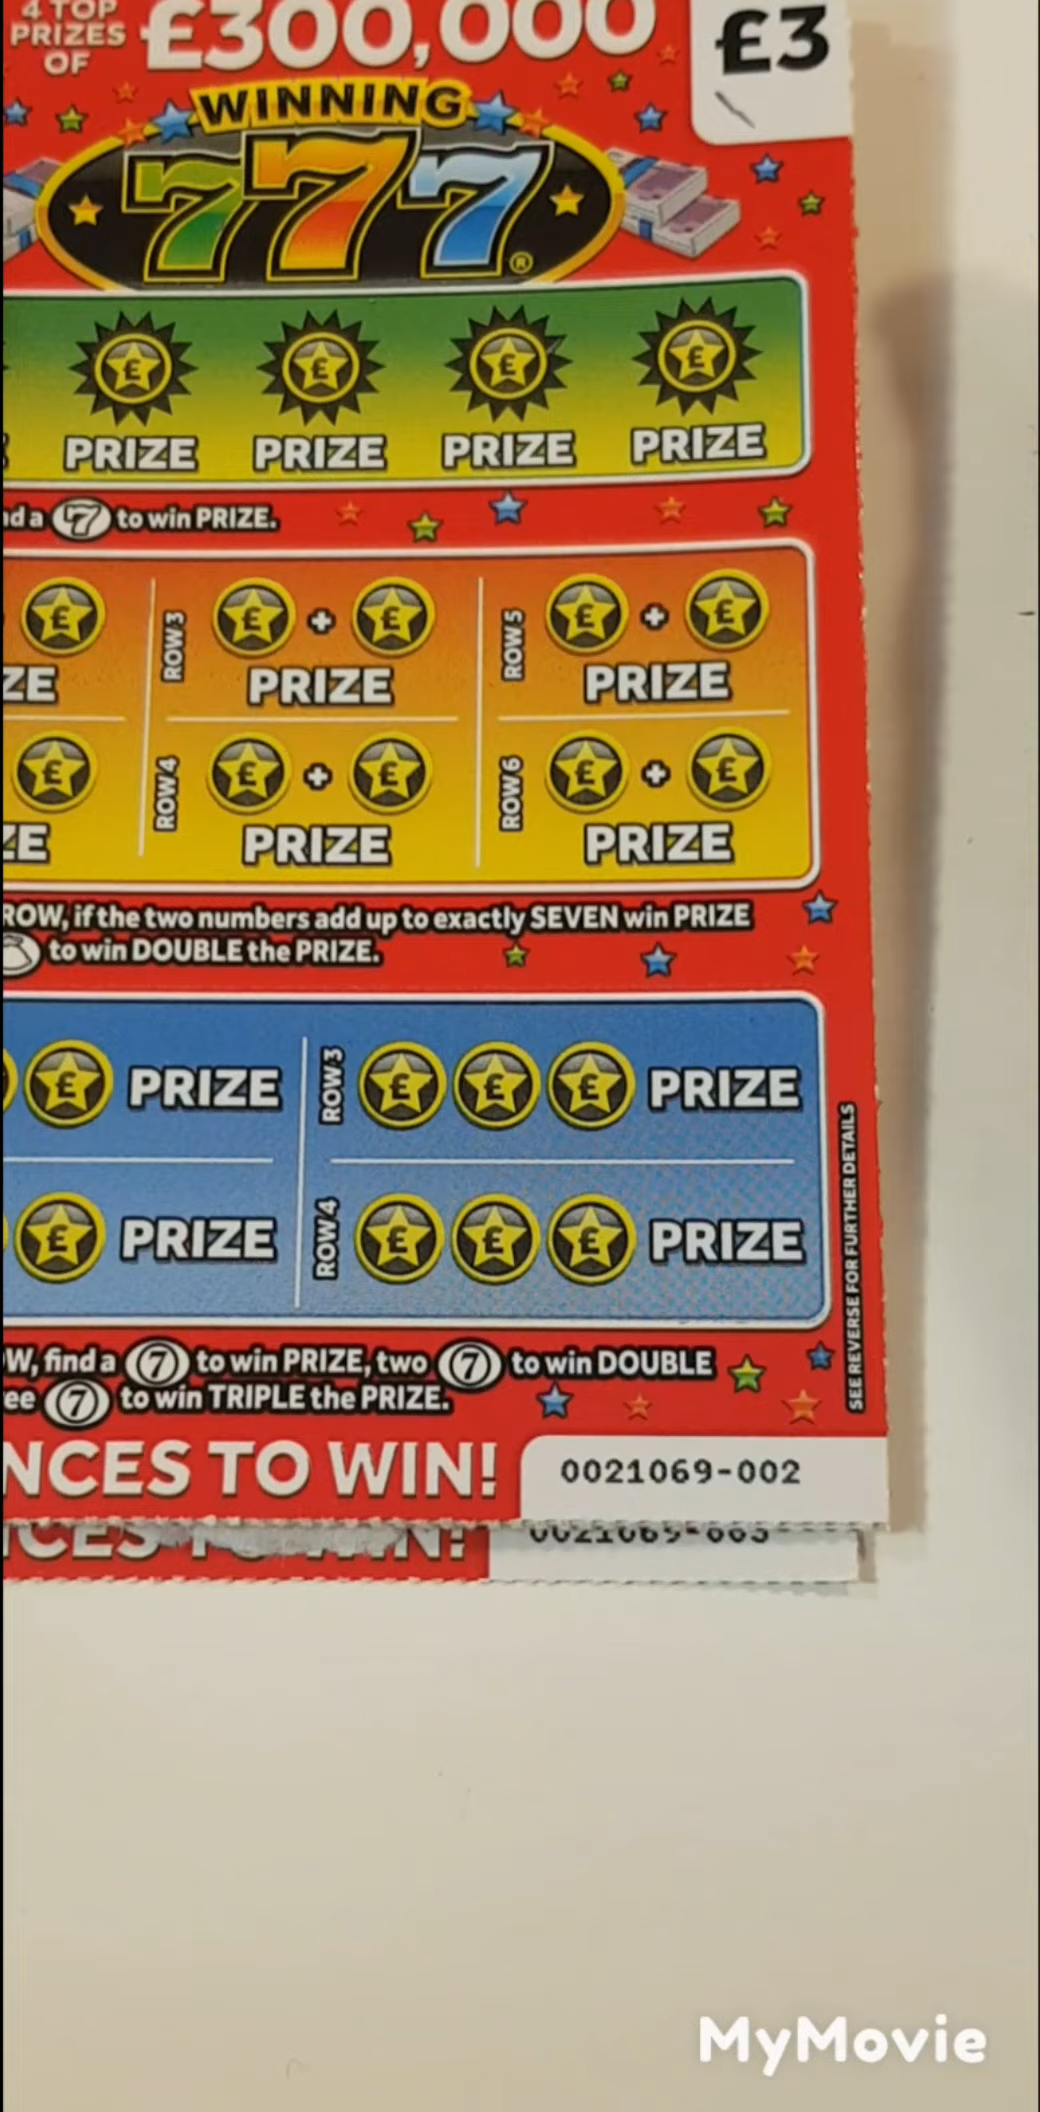 4 TOP
PRIZES
OF
£300,000
£3
WINNING
777®
PRIZE PRIZE PRIZE PRIZE
nd a 7 to win PRIZE.
ROW 3 £ + £ ROW 5 £ + £
ZE PRIZE PRIZE
ROW 4 £ + £ ROW 6 £ + £
ZE PRIZE PRIZE
ROW, if the two numbers add up to exactly SEVEN win PRIZE
to win DOUBLE the PRIZE.
£ PRIZE ROW 3 £ £ £ PRIZE
£ PRIZE ROW 4 £ £ £ PRIZE
SEE REVERSE FOR FURTHER DETAILS
W, find a 7 to win PRIZE, two 7 to win DOUBLE
ee 7 to win TRIPLE the PRIZE.
NCES TO WIN!
0021069-002
MyMovie